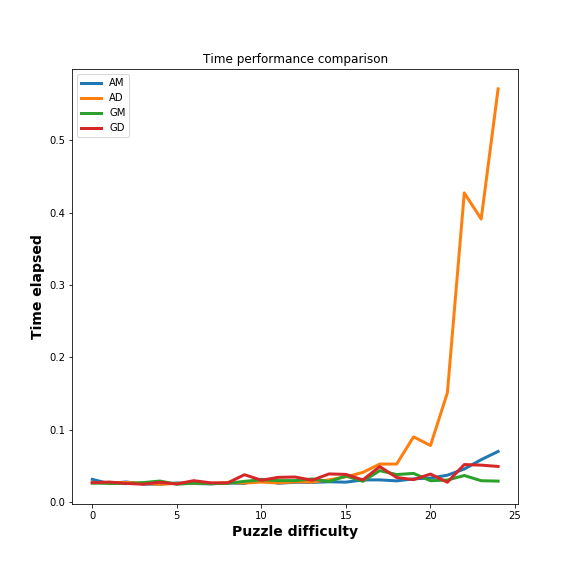 Time performance comparison
AM
AD
GM
GD
0.5
0.4
0.3
0.2
0.1
0.0
Time elapsed
0 5 10 15 20 25
Puzzle difficulty